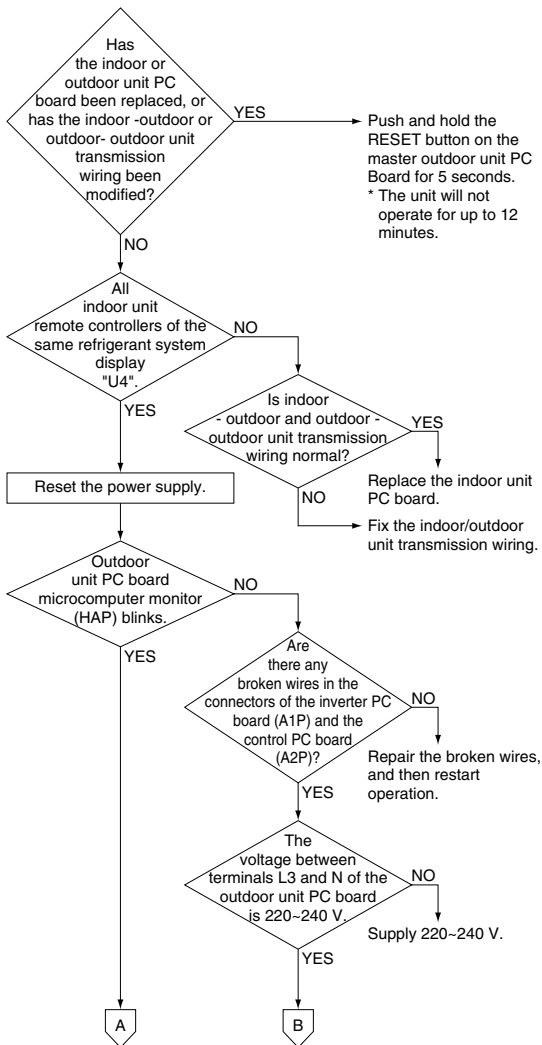 Has
the indoor or
outdoor unit PC
board been replaced, or
has the indoor -outdoor or
outdoor- outdoor unit
transmission
wiring been
modified?
YES
Push and hold the
RESET button on the
master outdoor unit PC
Board for 5 seconds.
* The unit will not
operate for up to 12
minutes.
NO
All
indoor unit
remote controllers of the
same refrigerant system
display
"U4".
NO
YES
Is indoor
- outdoor and outdoor -
outdoor unit transmission
wiring normal?
YES
Replace the indoor unit
PC board.
NO
Fix the indoor/outdoor
unit transmission wiring.
Reset the power supply.
Outdoor
unit PC board
microcomputer monitor
(HAP) blinks.
NO
YES
Are
there any
broken wires in the
connectors of the inverter PC
board (A1P) and the
control PC board
(A2P)?
NO
Repair the broken wires,
and then restart
operation.
YES
The
voltage between
terminals L3 and N of the
outdoor unit PC board
is 220~240 V.
NO
Supply 220~240 V.
YES
A
B